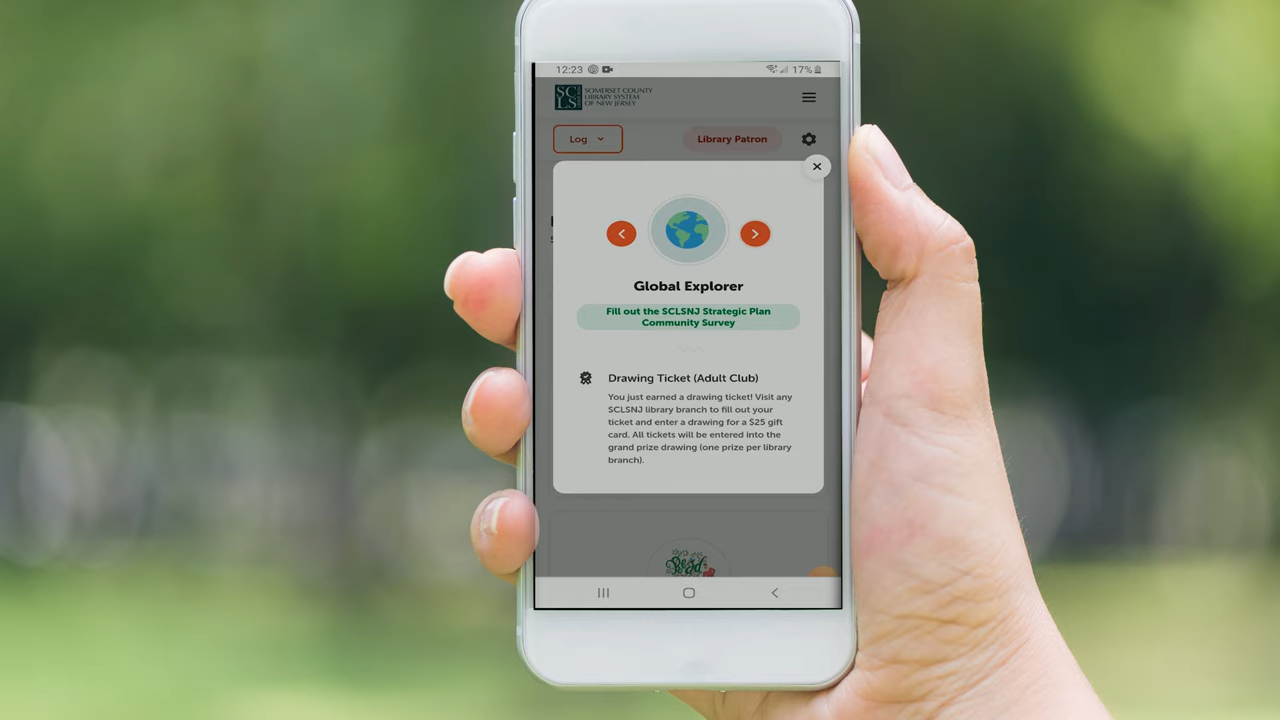 12:23
17%
SC
LS
SOMERSET COUNTY
LIBRARY SYSTEM
OF NEW JERSEY
Log
Library Patron
Global Explorer
Fill out the SCLSNJ Strategic Plan
Community Survey
Drawing Ticket (Adult Club)
You just earned a drawing ticket! Visit any
SCLSNJ library branch to fill out your
ticket and enter a drawing for a $25 gift
card. All tickets will be entered into the
grand prize drawing (one prize per library
branch).
Read